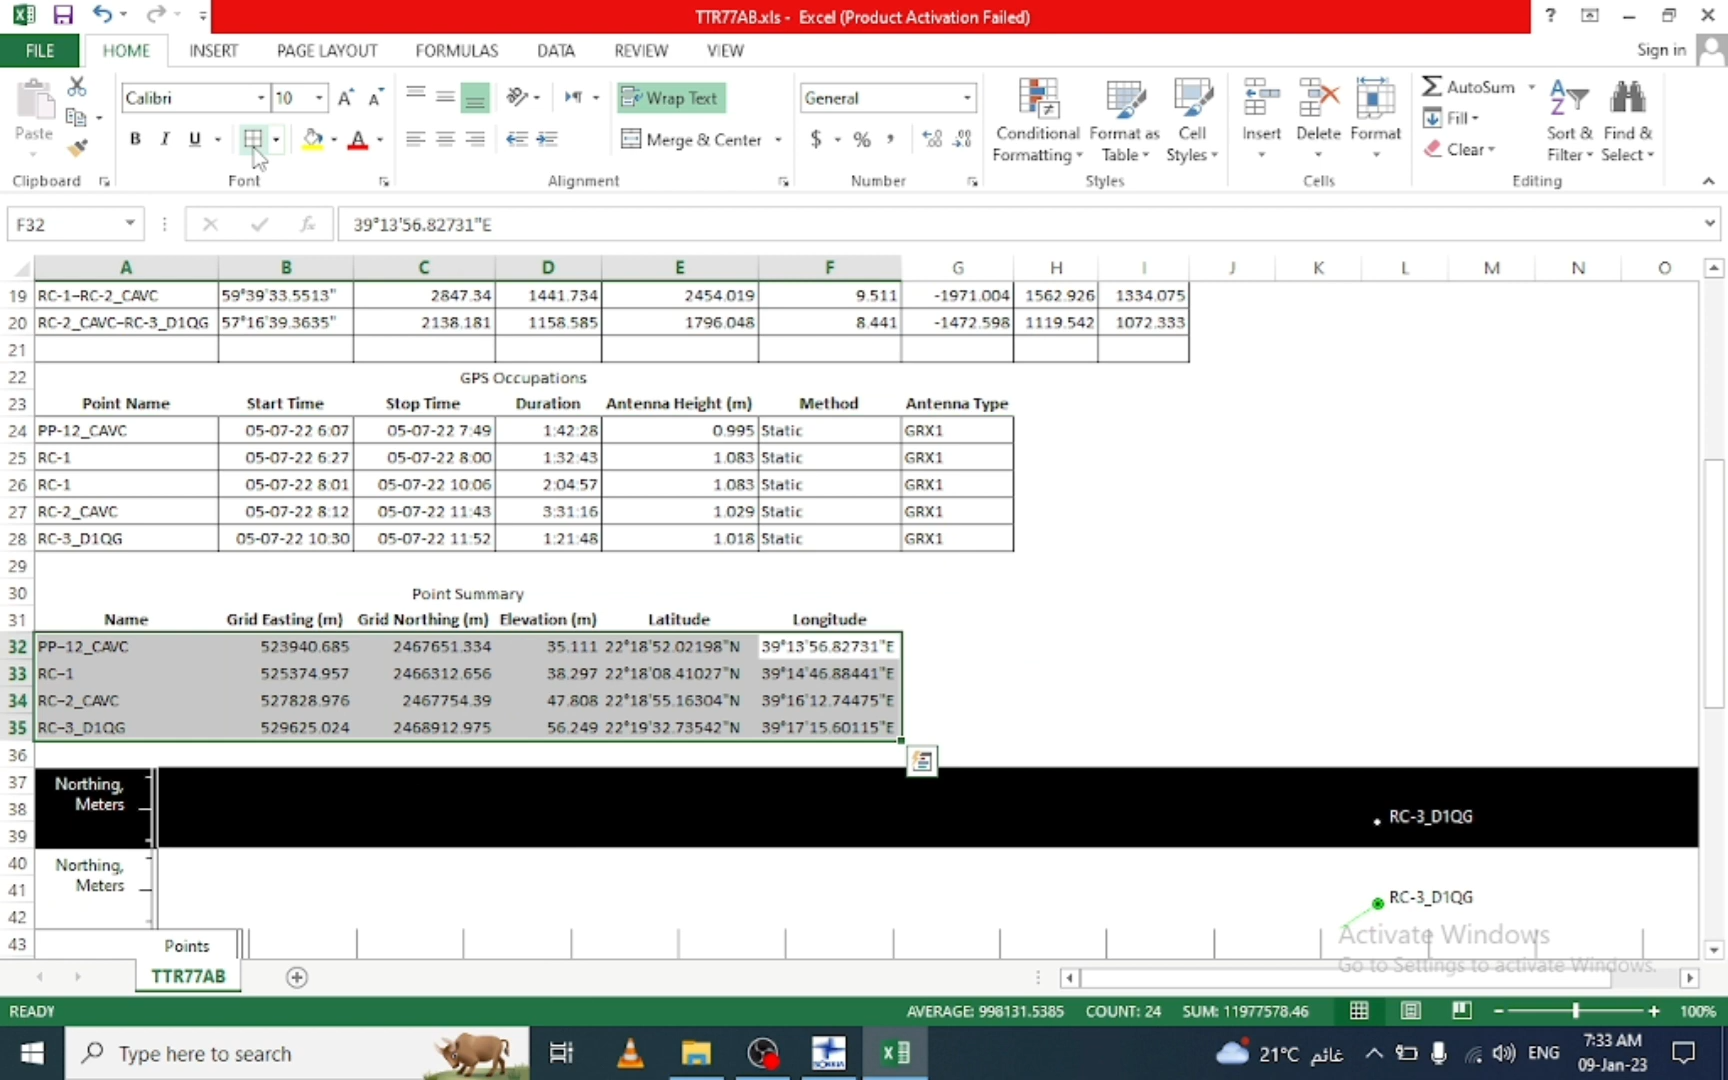 TTR77AB.xls - Excel (Product Activation Failed)
FILE HOME INSERT PAGE LAYOUT FORMULAS DATA REVIEW VIEW Sign in
Paste Calibri 10 Wrap Text General Conditional Formatting Format as Table Cell Styles Insert Delete Format AutoSum Sort & Filter Find & Select
B I U Merge & Center $ % , Fill
Clear
Clipboard Font Alignment Number Styles Cells Editing
F32 fx 39°13'56.82731"E
A B C D E F G H I J K L M N O
19 RC-1–RC-2_CAVC 59°39'33.5513" 2847.34 1441.734 2454.019 9.511 -1971.004 1562.926 1334.075
20 RC-2_CAVC–RC-3_D1QG 57°16'39.3635" 2138.181 1158.585 1796.048 8.441 -1472.598 1119.542 1072.333
21
22 GPS Occupations
23 Point Name Start Time Stop Time Duration Antenna Height (m) Method Antenna Type
24 PP-12_CAVC 05-07-22 6:07 05-07-22 7:49 1:42:28 0.995 Static GRX1
25 RC-1 05-07-22 6:27 05-07-22 8:00 1:32:43 1.083 Static GRX1
26 RC-1 05-07-22 8:01 05-07-22 10:06 2:04:57 1.083 Static GRX1
27 RC-2_CAVC 05-07-22 8:12 05-07-22 11:43 3:31:16 1.029 Static GRX1
28 RC-3_D1QG 05-07-22 10:30 05-07-22 11:52 1:21:48 1.018 Static GRX1
29
30 Point Summary
31 Name Grid Easting (m) Grid Northing (m) Elevation (m) Latitude Longitude
32 PP–12_CAVC 523940.685 2467651.334 35.111 22°18'52.02198"N 39°13'56.82731"E
33 RC–1 525374.957 2466312.656 38.297 22°18'08.41027"N 39°14'46.88441"E
34 RC–2_CAVC 527828.976 2467754.39 47.808 22°18'55.16304"N 39°16'12.74475"E
35 RC–3_D1QG 529625.024 2468912.975 56.249 22°19'32.73542"N 39°17'15.60115"E
36
37 Northing,
38 Meters RC-3_D1QG
39
40 Northing,
41 Meters RC-3_D1QG
42
43 Points
Activate Windows
Go to Settings to activate Windows.
TTR77AB
READY AVERAGE: 998131.5385 COUNT: 24 SUM: 11977578.46 100%
Type here to search 21°C غائم ENG 7:33 AM
09-Jan-23